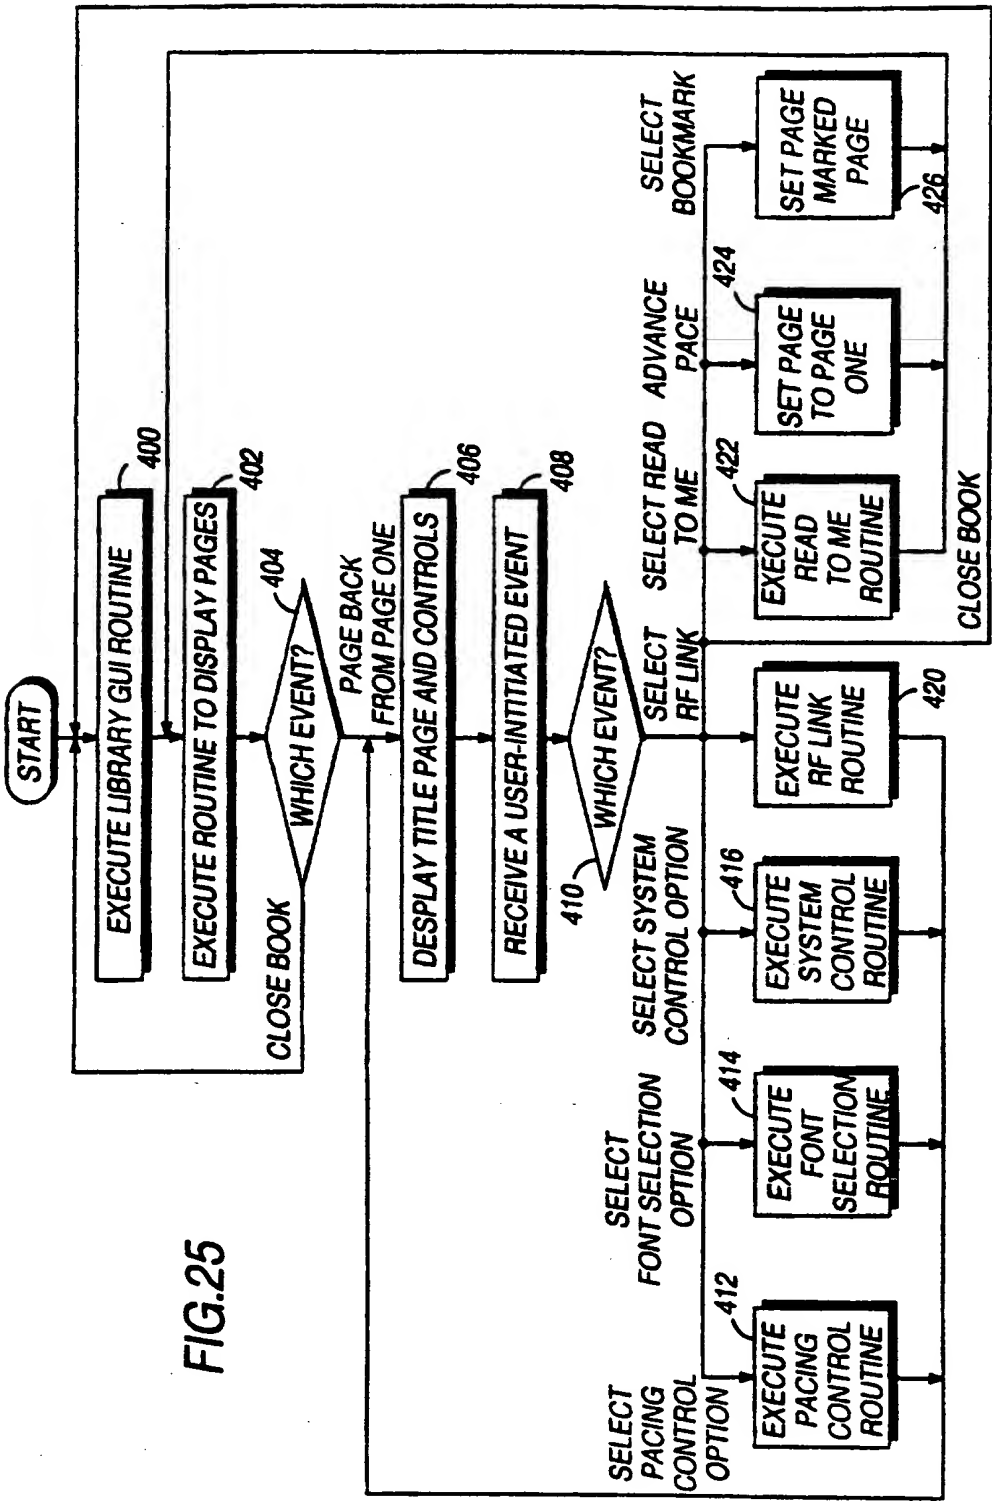 FIG.25
START
EXECUTE LIBRARY GUI ROUTINE
400
EXECUTE ROUTINE TO DISPLAY PAGES
402
WHICH EVENT?
404
CLOSE BOOK
PAGE BACK
FROM PAGE ONE
DESPLAY TITLE PAGE AND CONTROLS
406
RECEIVE A USER-INTITIATED EVENT
408
WHICH EVENT?
410
SELECT
PACING
CONTROL
OPTION
SELECT
FONT SELECTION
OPTION
SELECT SYSTEM
CONTROL OPTION
SELECT
RF LINK
SELECT READ
TO ME
ADVANCE
PACE
SELECT
BOOKMARK
412
EXECUTE
PACING
CONTROL
ROUTINE
414
EXECUTE
FONT
SELECTION
ROUTINE
416
EXECUTE
SYSTEM
CONTROL
ROUTINE
EXECUTE
RF LINK
ROUTINE
420
422
EXECUTE
READ
TO ME
ROUTINE
424
SET PAGE
TO PAGE
ONE
SET PAGE
MARKED
PAGE
426
CLOSE BOOK